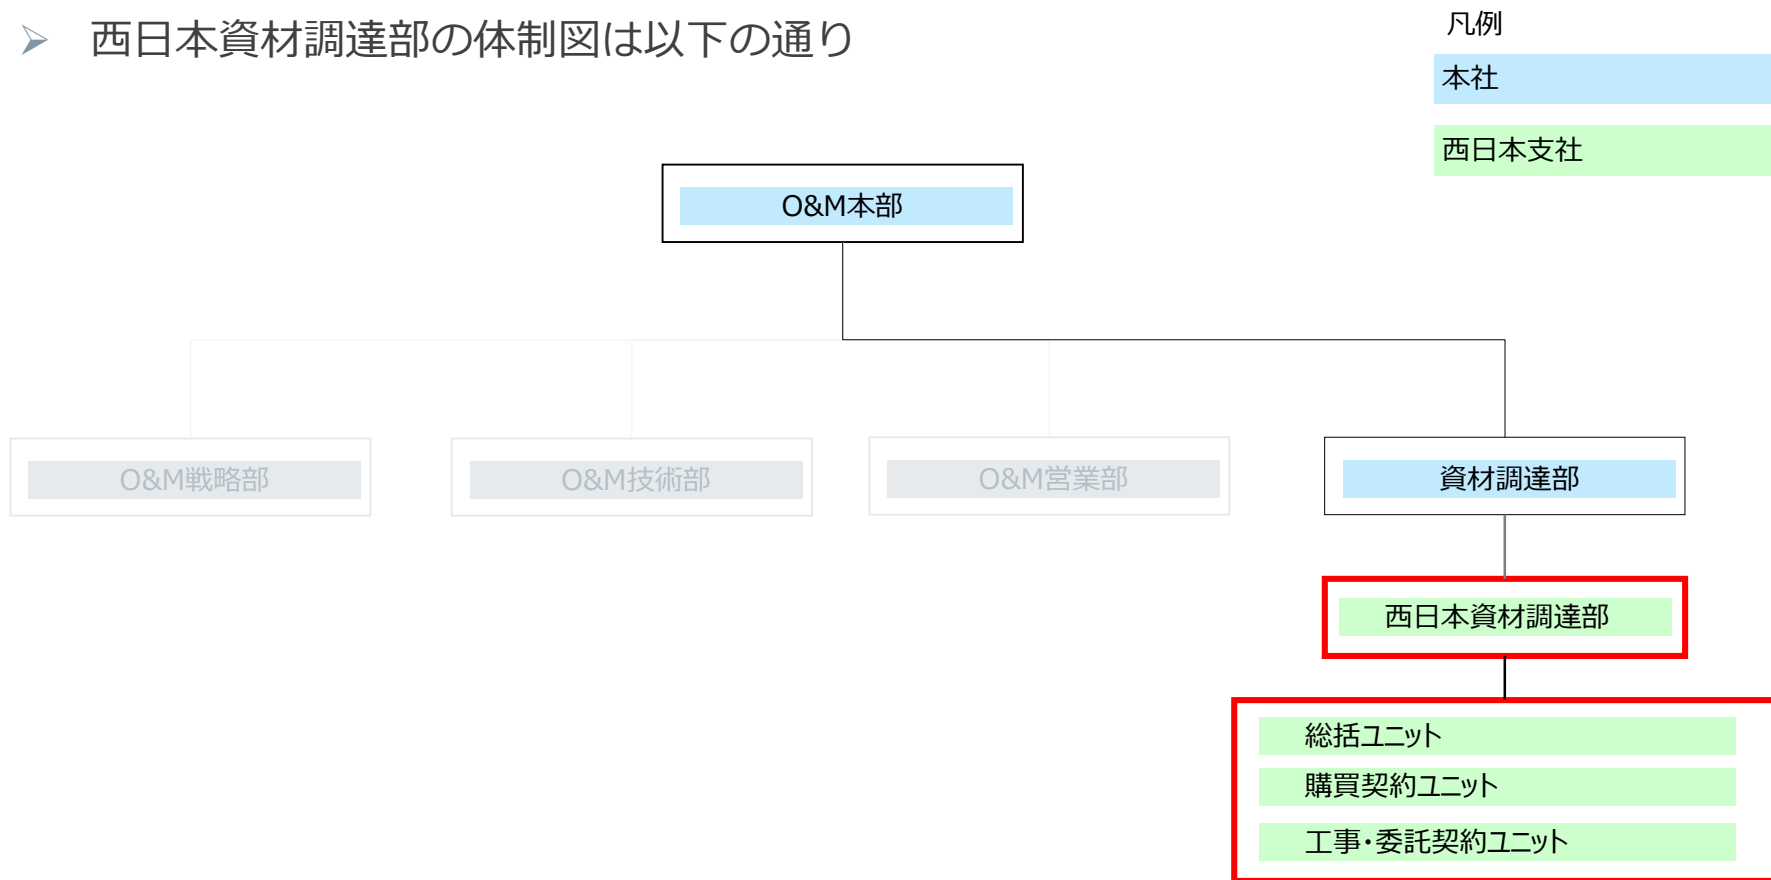 西日本資材調達部の体制図は以下の通り
凡例
本社
西日本支社
O&M本部
O&M戦略部
O&M技術部
O&M営業部
資材調達部
西日本資材調達部
総括ユニット
購買契約ユニット
工事・委託契約ユニット